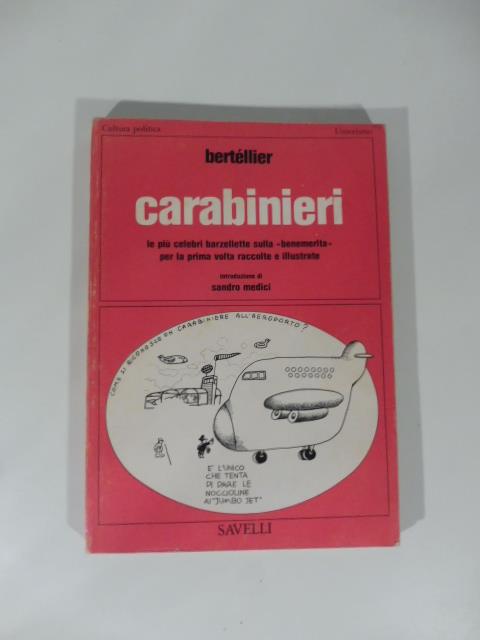 Cultura politica
Umorismo
bertéllier
carabinieri
le più celebri barzellette sulla «benemerita»
per la prima volta raccolte e illustrate
introduzione di
sandro medici
COME SI RICONOSCE UN CARABINIERE ALL'AEROPORTO?
E' L'UNICO
CHE TENTA
DI DARE LE
NOCCIOLINE
AI "JUMBO JET"
SAVELLI